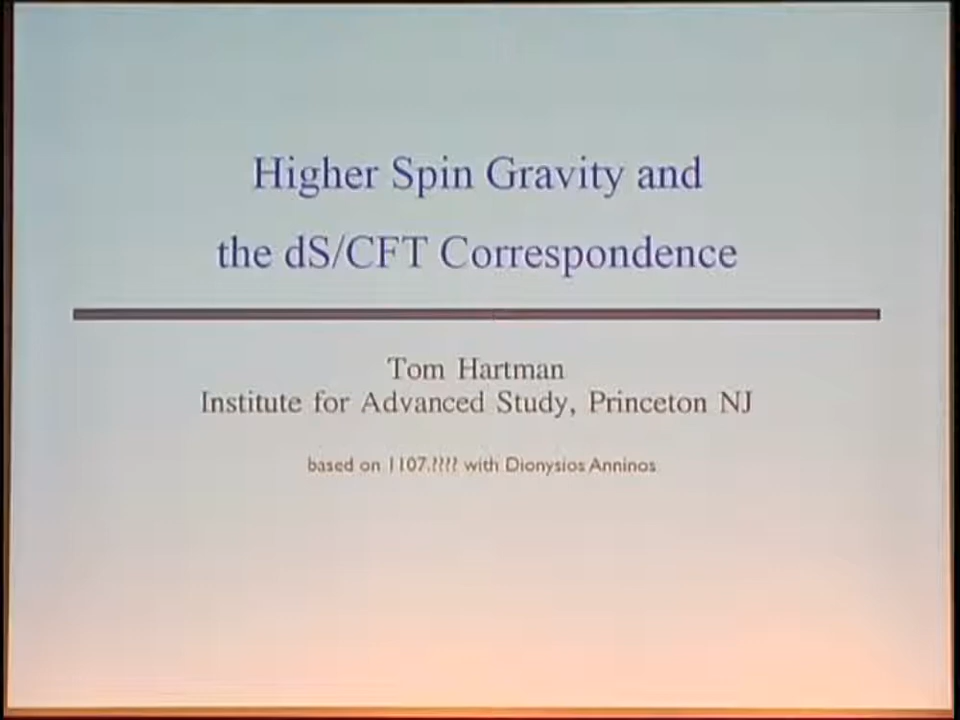 Higher Spin Gravity and
the dS/CFT Correspondence
Tom Hartman
Institute for Advanced Study, Princeton NJ
based on 1107.???? with Dionysios Anninos